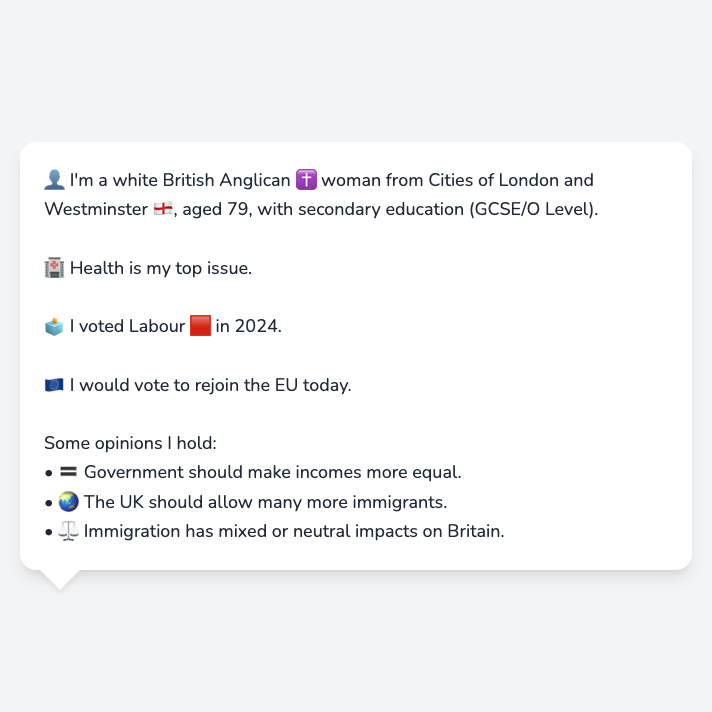 👤 I'm a white British Anglican ✝️ woman from Cities of London and
Westminster 🏴󠁧󠁢󠁥󠁮󠁧󠁿, aged 79, with secondary education (GCSE/O Level).
🏥 Health is my top issue.
🗳️ I voted Labour 🟥 in 2024.
🇪🇺 I would vote to rejoin the EU today.
Some opinions I hold:
• 🟰 Government should make incomes more equal.
• 🌏 The UK should allow many more immigrants.
• ⚖️ Immigration has mixed or neutral impacts on Britain.